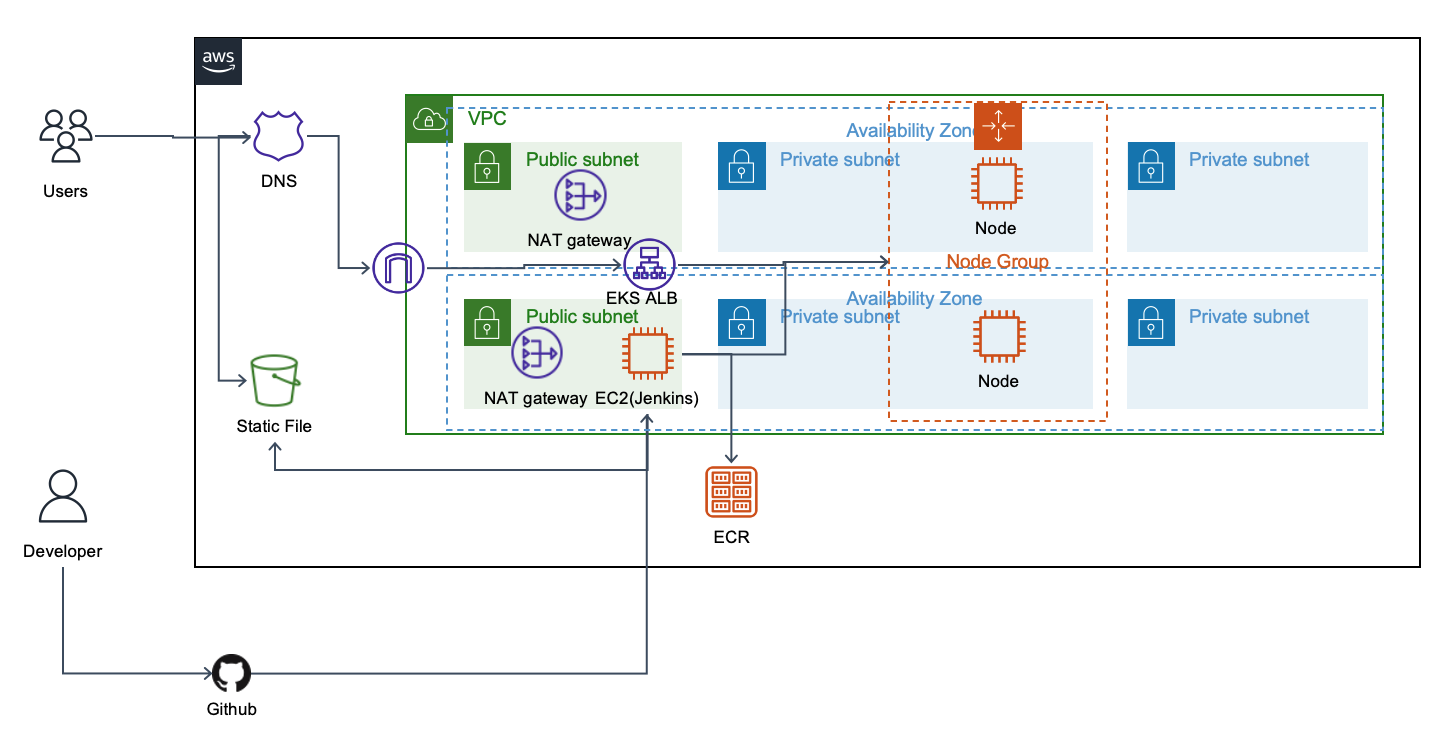 aws
VPC
Availability Zon
Public subnet
Private subnet
Private subnet
Users
DNS
NAT gateway
Node
Node Group
EKS ALB
Availability Zone
Public subnet
Private subnet
Private subnet
NAT gateway
EC2(Jenkins)
Node
Static File
ECR
Developer
Github